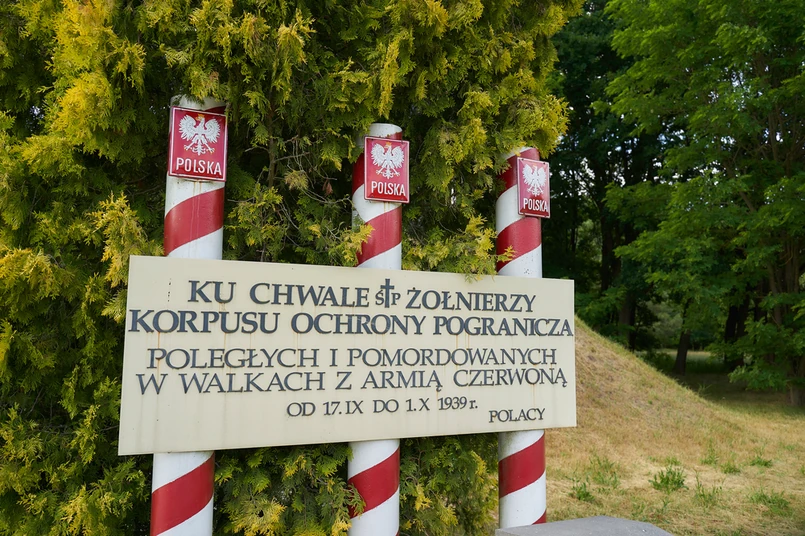 POLSKA
POLSKA
POLSKA
KU CHWALE Ś†P ŻOŁNIERZY
KORPUSU OCHRONY POGRANICZA
POLEGŁYCH I POMORDOWANYCH
W WALKACH Z ARMIĄ CZERWONĄ
OD 17.IX DO 1.X 1939 r.
POLACY